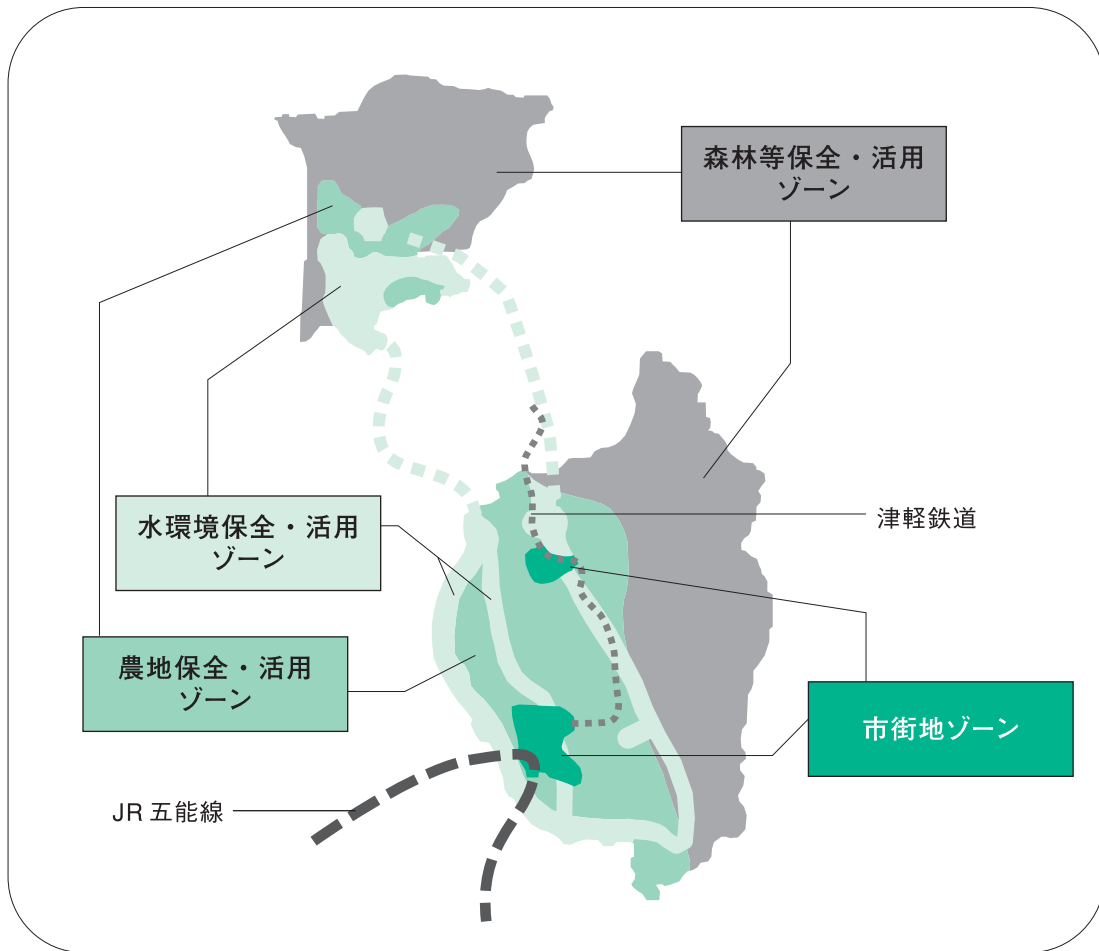 森林等保全・活用
ゾーン
津軽鉄道
水環境保全・活用
ゾーン
農地保全・活用
ゾーン
市街地ゾーン
JR 五能線